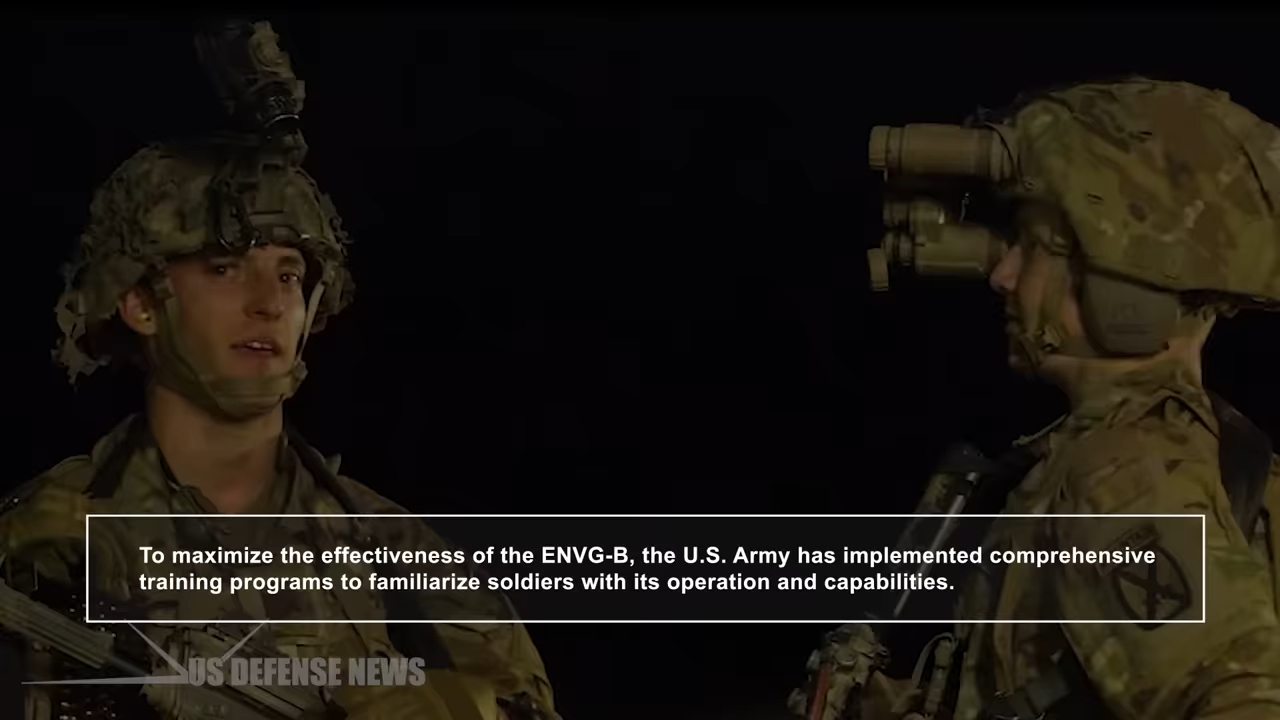 To maximize the effectiveness of the ENVG-B, the U.S. Army has implemented comprehensive
training programs to familiarize soldiers with its operation and capabilities.
US DEFENSE NEWS